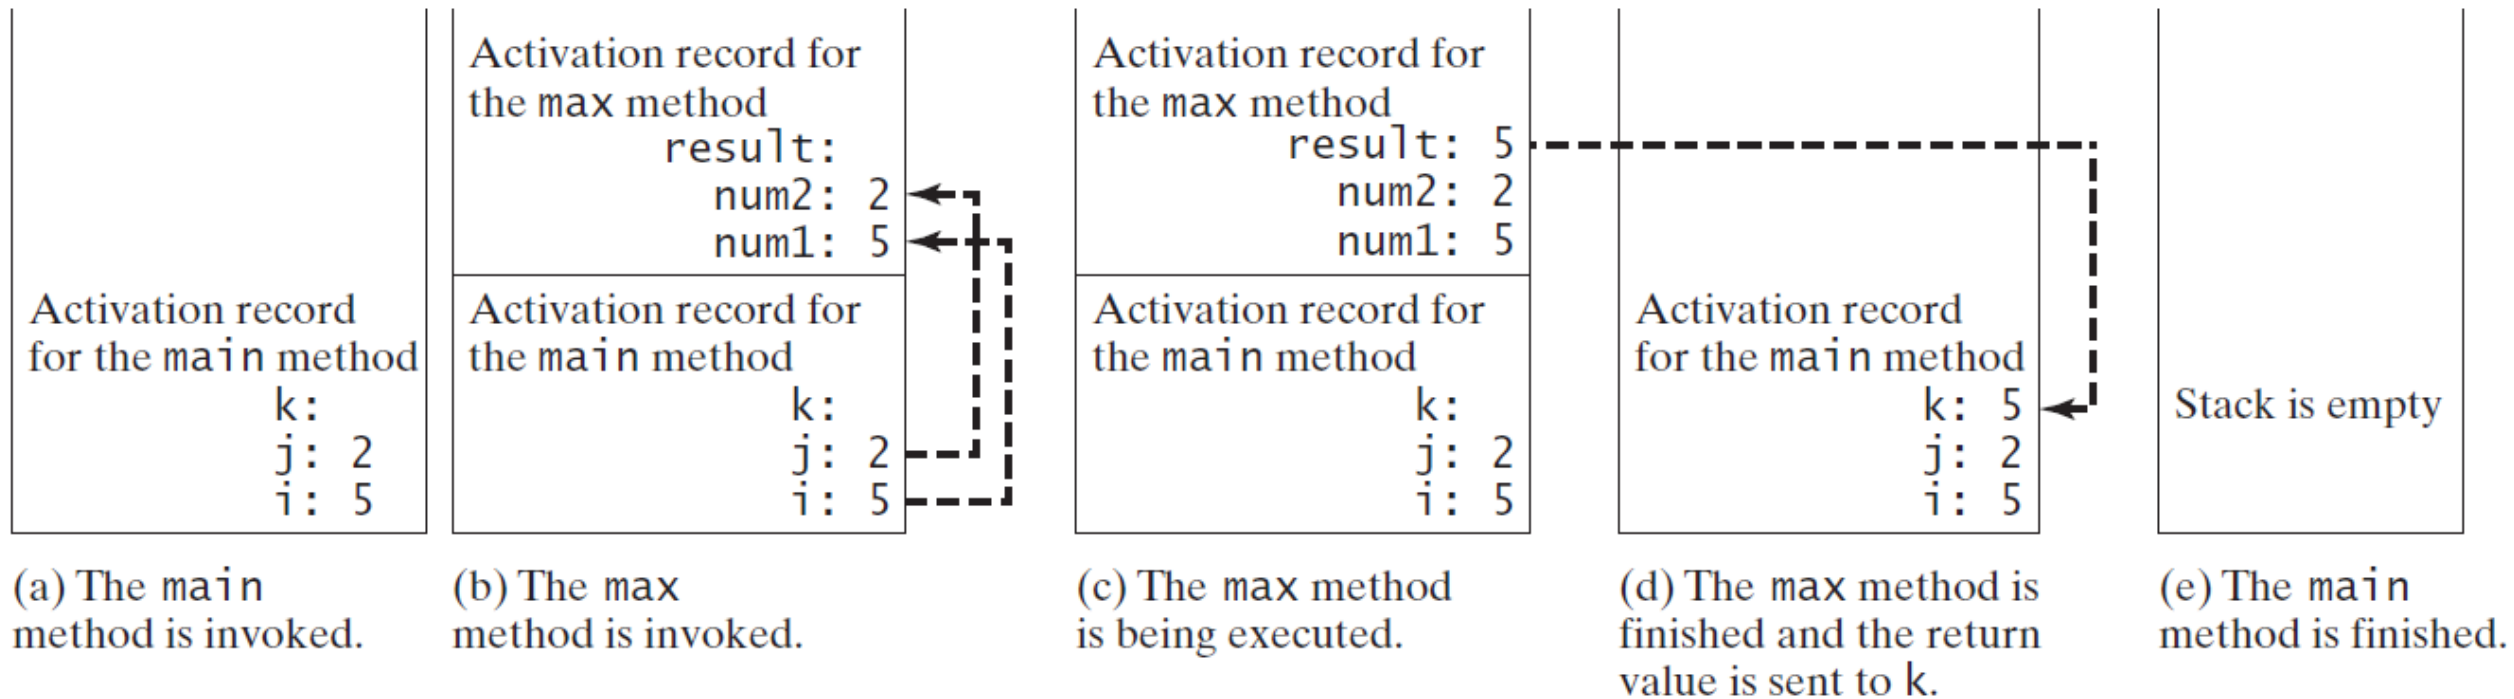 Activation record
for the main method
k:
j: 2
i: 5
(a) The main
method is invoked.
Activation record for
the max method
result:
num2: 2
num1: 5
Activation record for
the main method
k:
j: 2
i: 5
(b) The max
method is invoked.
Activation record for
the max method
result: 5
num2: 2
num1: 5
Activation record for
the main method
k:
j: 2
i: 5
(c) The max method
is being executed.
Activation record
for the main method
k: 5
j: 2
i: 5
(d) The max method is
finished and the return
value is sent to k.
Stack is empty
(e) The main
method is finished.